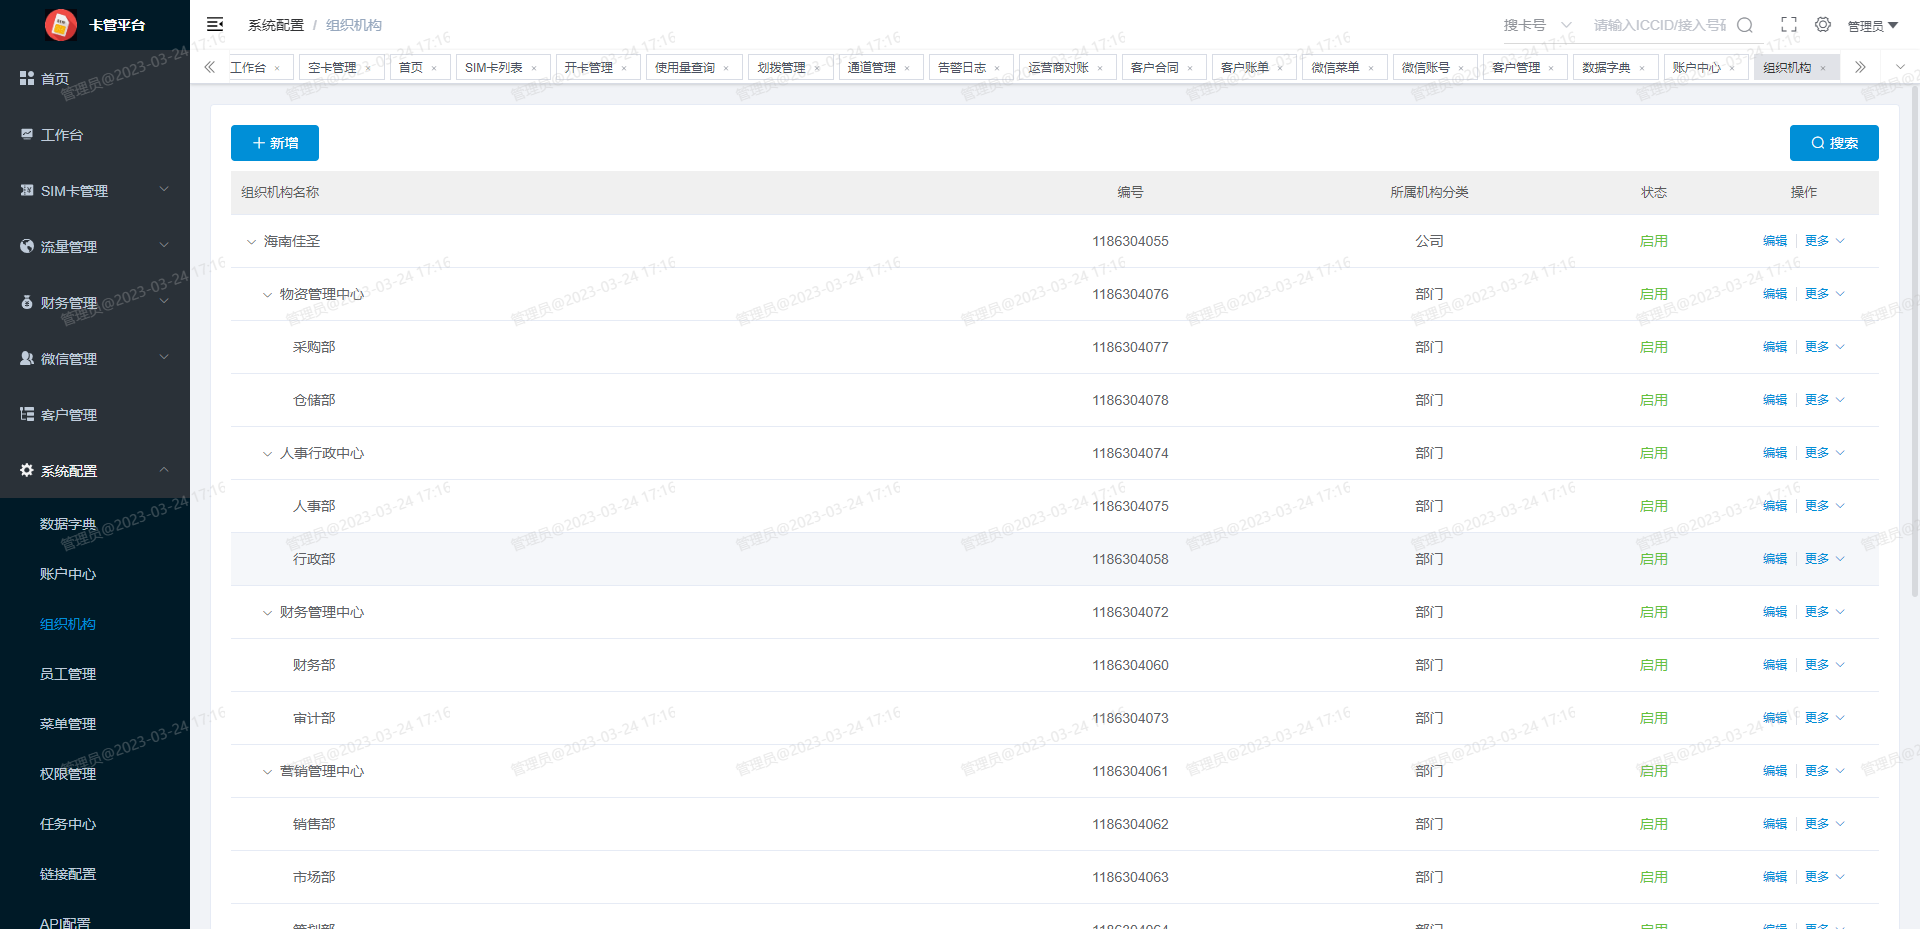 卡管平台
系统配置 / 组织机构
搜卡号 请输入ICCID/接入号码 管理员
工作台 × 空卡管理 × 首页 × SIM卡列表 × 开卡管理 × 使用量查询 × 划拨管理 × 通道管理 × 告警日志 × 运营商对账 × 客户合同 × 客户账单 × 微信菜单 × 微信账号 × 客户管理 × 数据字典 × 账户中心 × 组织机构 ×
首页
工作台
SIM卡管理
流量管理
财务管理
微信管理
客户管理
系统配置
数据字典
账户中心
组织机构
员工管理
菜单管理
权限管理
任务中心
链接配置
API配置
新增
搜索
组织机构名称 编号 所属机构分类 状态 操作
海南佳圣 1186304055 公司 启用 编辑 更多
物资管理中心 1186304076 部门 启用 编辑 更多
采购部 1186304077 部门 启用 编辑 更多
仓储部 1186304078 部门 启用 编辑 更多
人事行政中心 1186304074 部门 启用 编辑 更多
人事部 1186304075 部门 启用 编辑 更多
行政部 1186304058 部门 启用 编辑 更多
财务管理中心 1186304072 部门 启用 编辑 更多
财务部 1186304060 部门 启用 编辑 更多
审计部 1186304073 部门 启用 编辑 更多
营销管理中心 1186304061 部门 启用 编辑 更多
销售部 1186304062 部门 启用 编辑 更多
市场部 1186304063 部门 启用 编辑 更多
策划部 1186304064 部门 启用 编辑 更多
管理员@2023-03-24 17:16